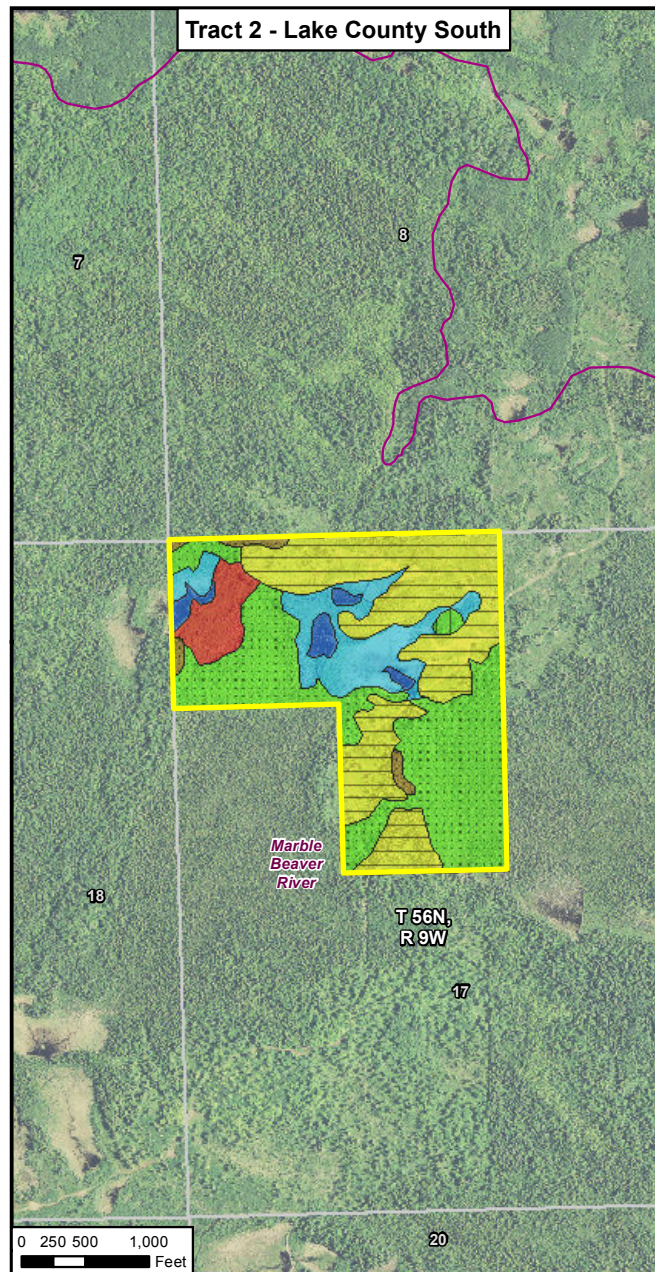 Tract 2 - Lake County South
8
7
Marble
Beaver
River
18
T 56N,
R 9W
17
0 250 500 1,000
Feet
20